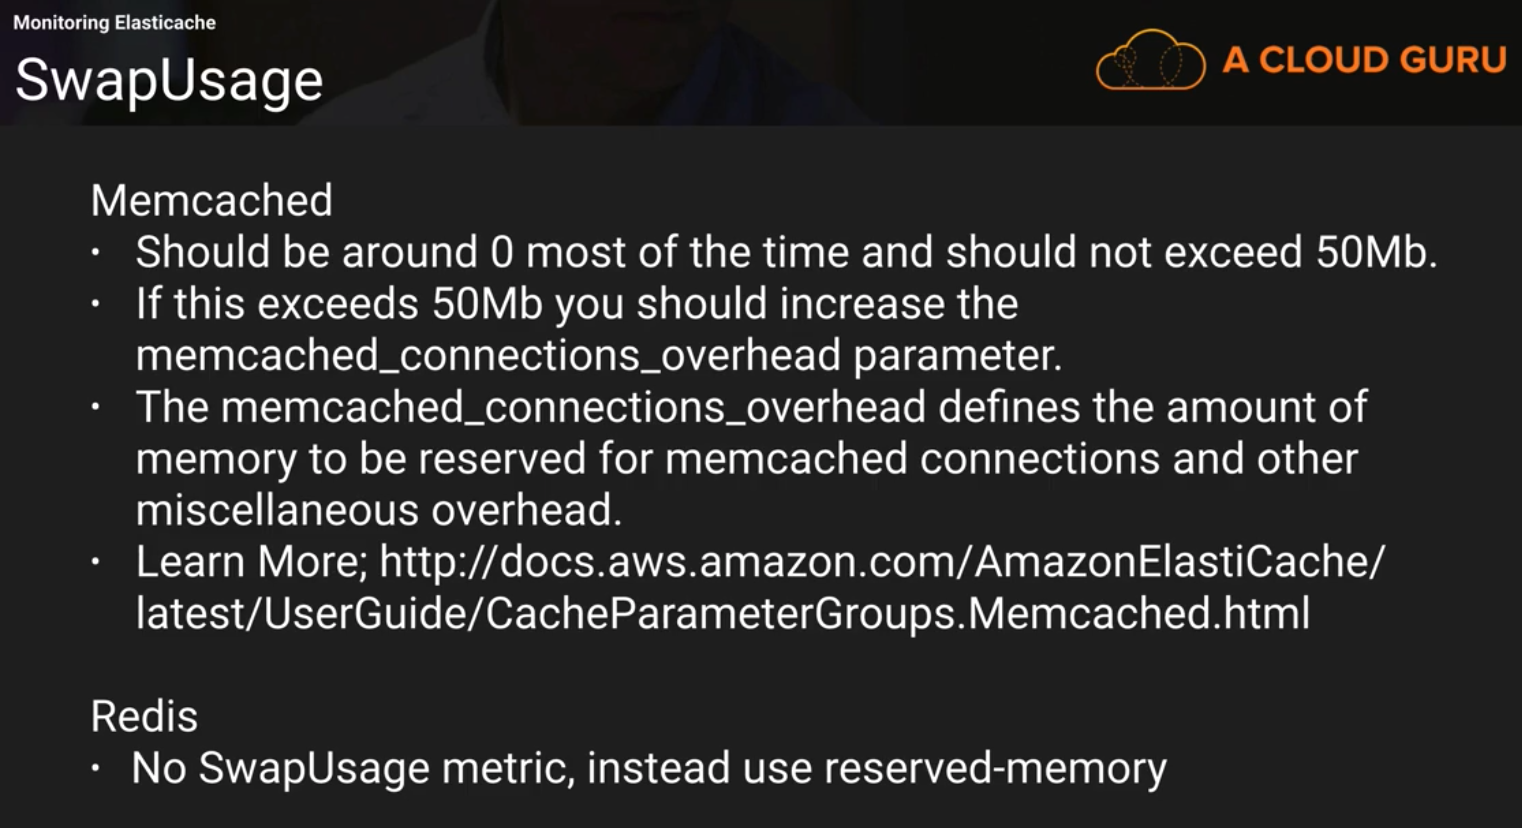 Monitoring Elasticache
SwapUsage
A CLOUD GURU
Memcached
• Should be around 0 most of the time and should not exceed 50Mb.
• If this exceeds 50Mb you should increase the
memcached_connections_overhead parameter.
• The memcached_connections_overhead defines the amount of
memory to be reserved for memcached connections and other
miscellaneous overhead.
• Learn More; http://docs.aws.amazon.com/AmazonElastiCache/
latest/UserGuide/CacheParameterGroups.Memcached.html
Redis
• No SwapUsage metric, instead use reserved-memory